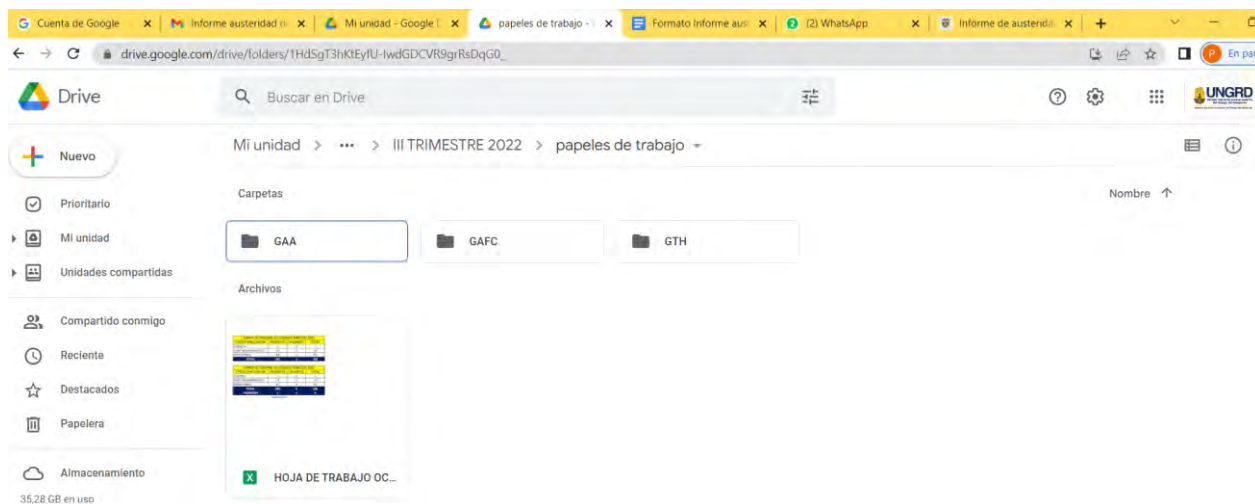 Cuenta de Google
Informe austeridad
Mi unidad - Google
papeles de trabajo -
Formato Informe aus
(2) WhatsApp
Informe de austerida
drive.google.com/drive/folders/1HdSgT3hKtEyfU-IwdGDCVR9grRsDqG0_
En pau
Drive
Buscar en Drive
UNGRD
Nuevo
Mi unidad > ••• > III TRIMESTRE 2022 > papeles de trabajo
Carpetas
Nombre ↑
Prioritario
Mi unidad
Unidades compartidas
GAA
GAFC
GTH
Archivos
Compartido conmigo
Reciente
Destacados
Papelera
Almacenamiento
35,28 GB en uso
HOJA DE TRABAJO OC...